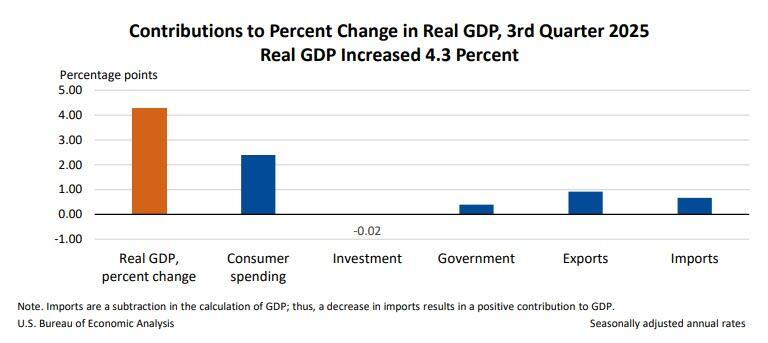 Contributions to Percent Change in Real GDP, 3rd Quarter 2025
Real GDP Increased 4.3 Percent
Percentage points
5.00
4.00
3.00
2.00
1.00
0.00
-1.00
-0.02
Real GDP, percent change
Consumer spending
Investment
Government
Exports
Imports
Note. Imports are a subtraction in the calculation of GDP; thus, a decrease in imports results in a positive contribution to GDP.
U.S. Bureau of Economic Analysis
Seasonally adjusted annual rates